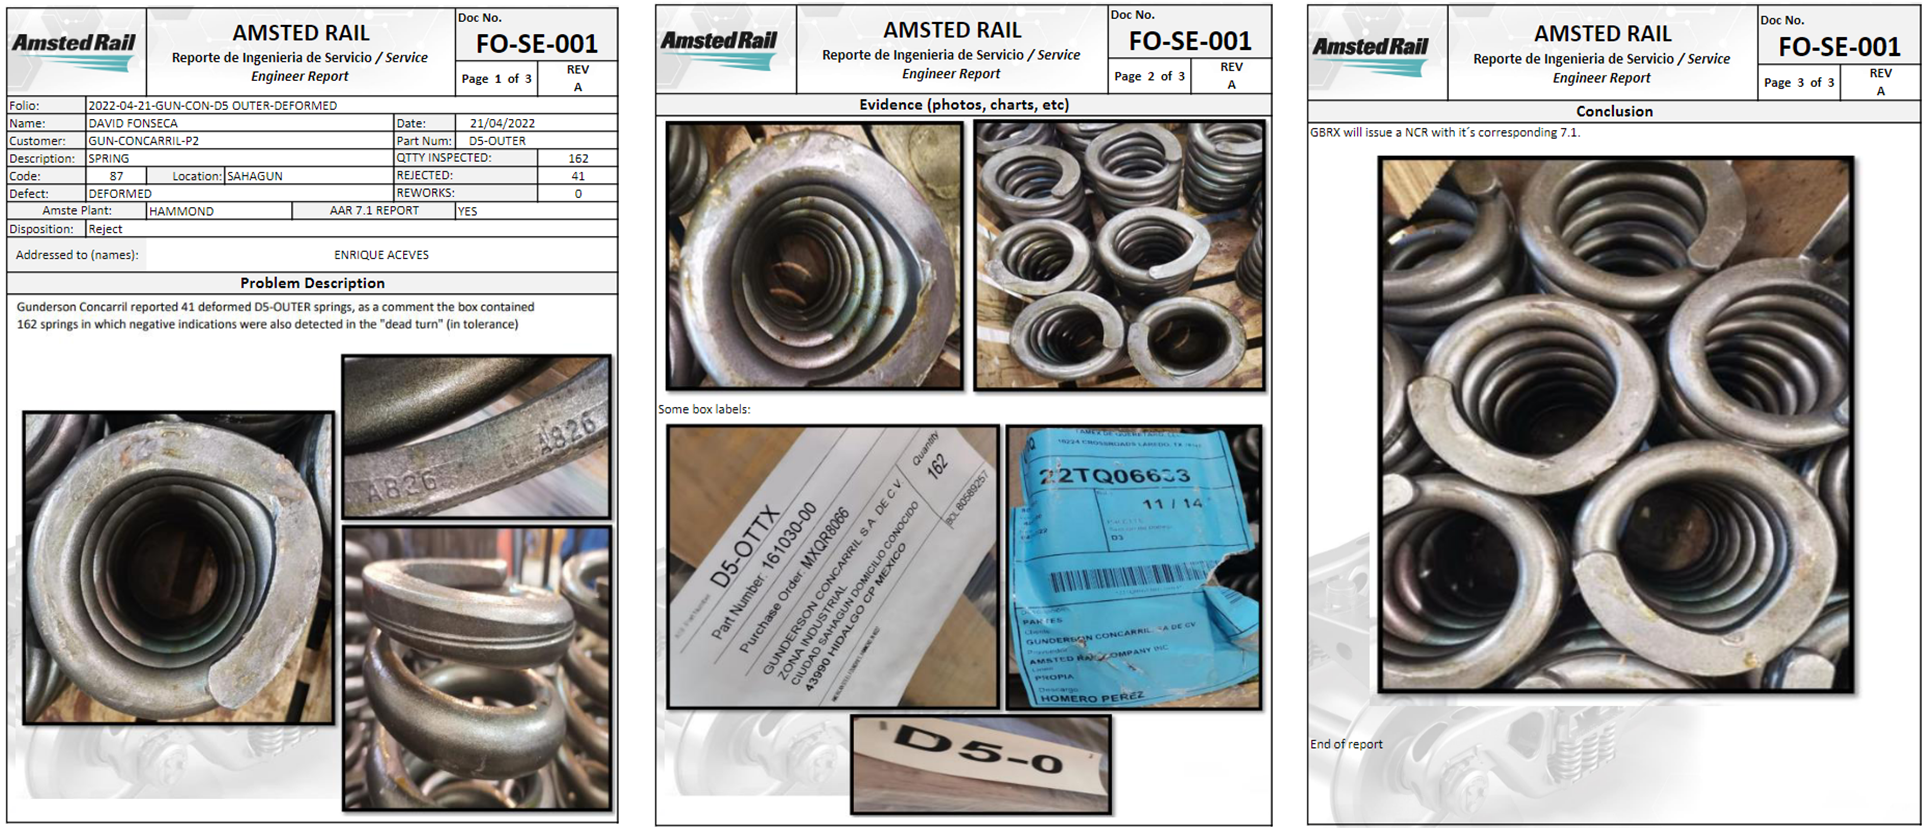 Amsted Rail
AMSTED RAIL
Reporte de Ingenieria de Servicio / Service
Engineer Report
Doc No.
FO-SE-001
Page 1 of 3
REV
A
Folio: 2022-04-21-GUN-CON-D5 OUTER-DEFORMED
Name: DAVID FONSECA Date: 21/04/2022
Customer: GUN-CONCARRIL-P2 Part Num: D5-OUTER
Description: SPRING QTTY INSPECTED: 162
Code: 87 Location: SAHAGUN REJECTED: 41
Defect: DEFORMED REWORKS: 0
Amste Plant: HAMMOND AAR 7.1 REPORT YES
Disposition: Reject
Addressed to (names): ENRIQUE ACEVES
Problem Description
Gunderson Concarril reported 41 deformed D5-OUTER springs, as a comment the box contained
162 springs in which negative indications were also detected in the "dead turn" (in tolerance)
A826
A826
Amsted Rail
AMSTED RAIL
Reporte de Ingenieria de Servicio / Service
Engineer Report
Doc No.
FO-SE-001
Page 2 of 3
REV
A
Evidence (photos, charts, etc)
Some box labels:
D5-OTTX
Part Number: 161030-00
Purchase Order: MXQR8066
GUNDERSON CONCARRIL S.A. DE C.V.
ZONA INDUSTRIAL
CIUDAD SAHAGUN DOMICILIO CONOCIDO
43990 HIDALGO CP MEXICO
Quantity
162
BOL 80589257
22TQ06633
11 / 14
D3
PARTES
GUNDERSON CONCARRIL SA DE CV
AMSTED RAIL COMPANY INC
PROPIA
HOMERO PEREZ
D5-0
Amsted Rail
AMSTED RAIL
Reporte de Ingenieria de Servicio / Service
Engineer Report
Doc No.
FO-SE-001
Page 3 of 3
REV
A
Conclusion
GBRX will issue a NCR with it´s corresponding 7.1.
End of report